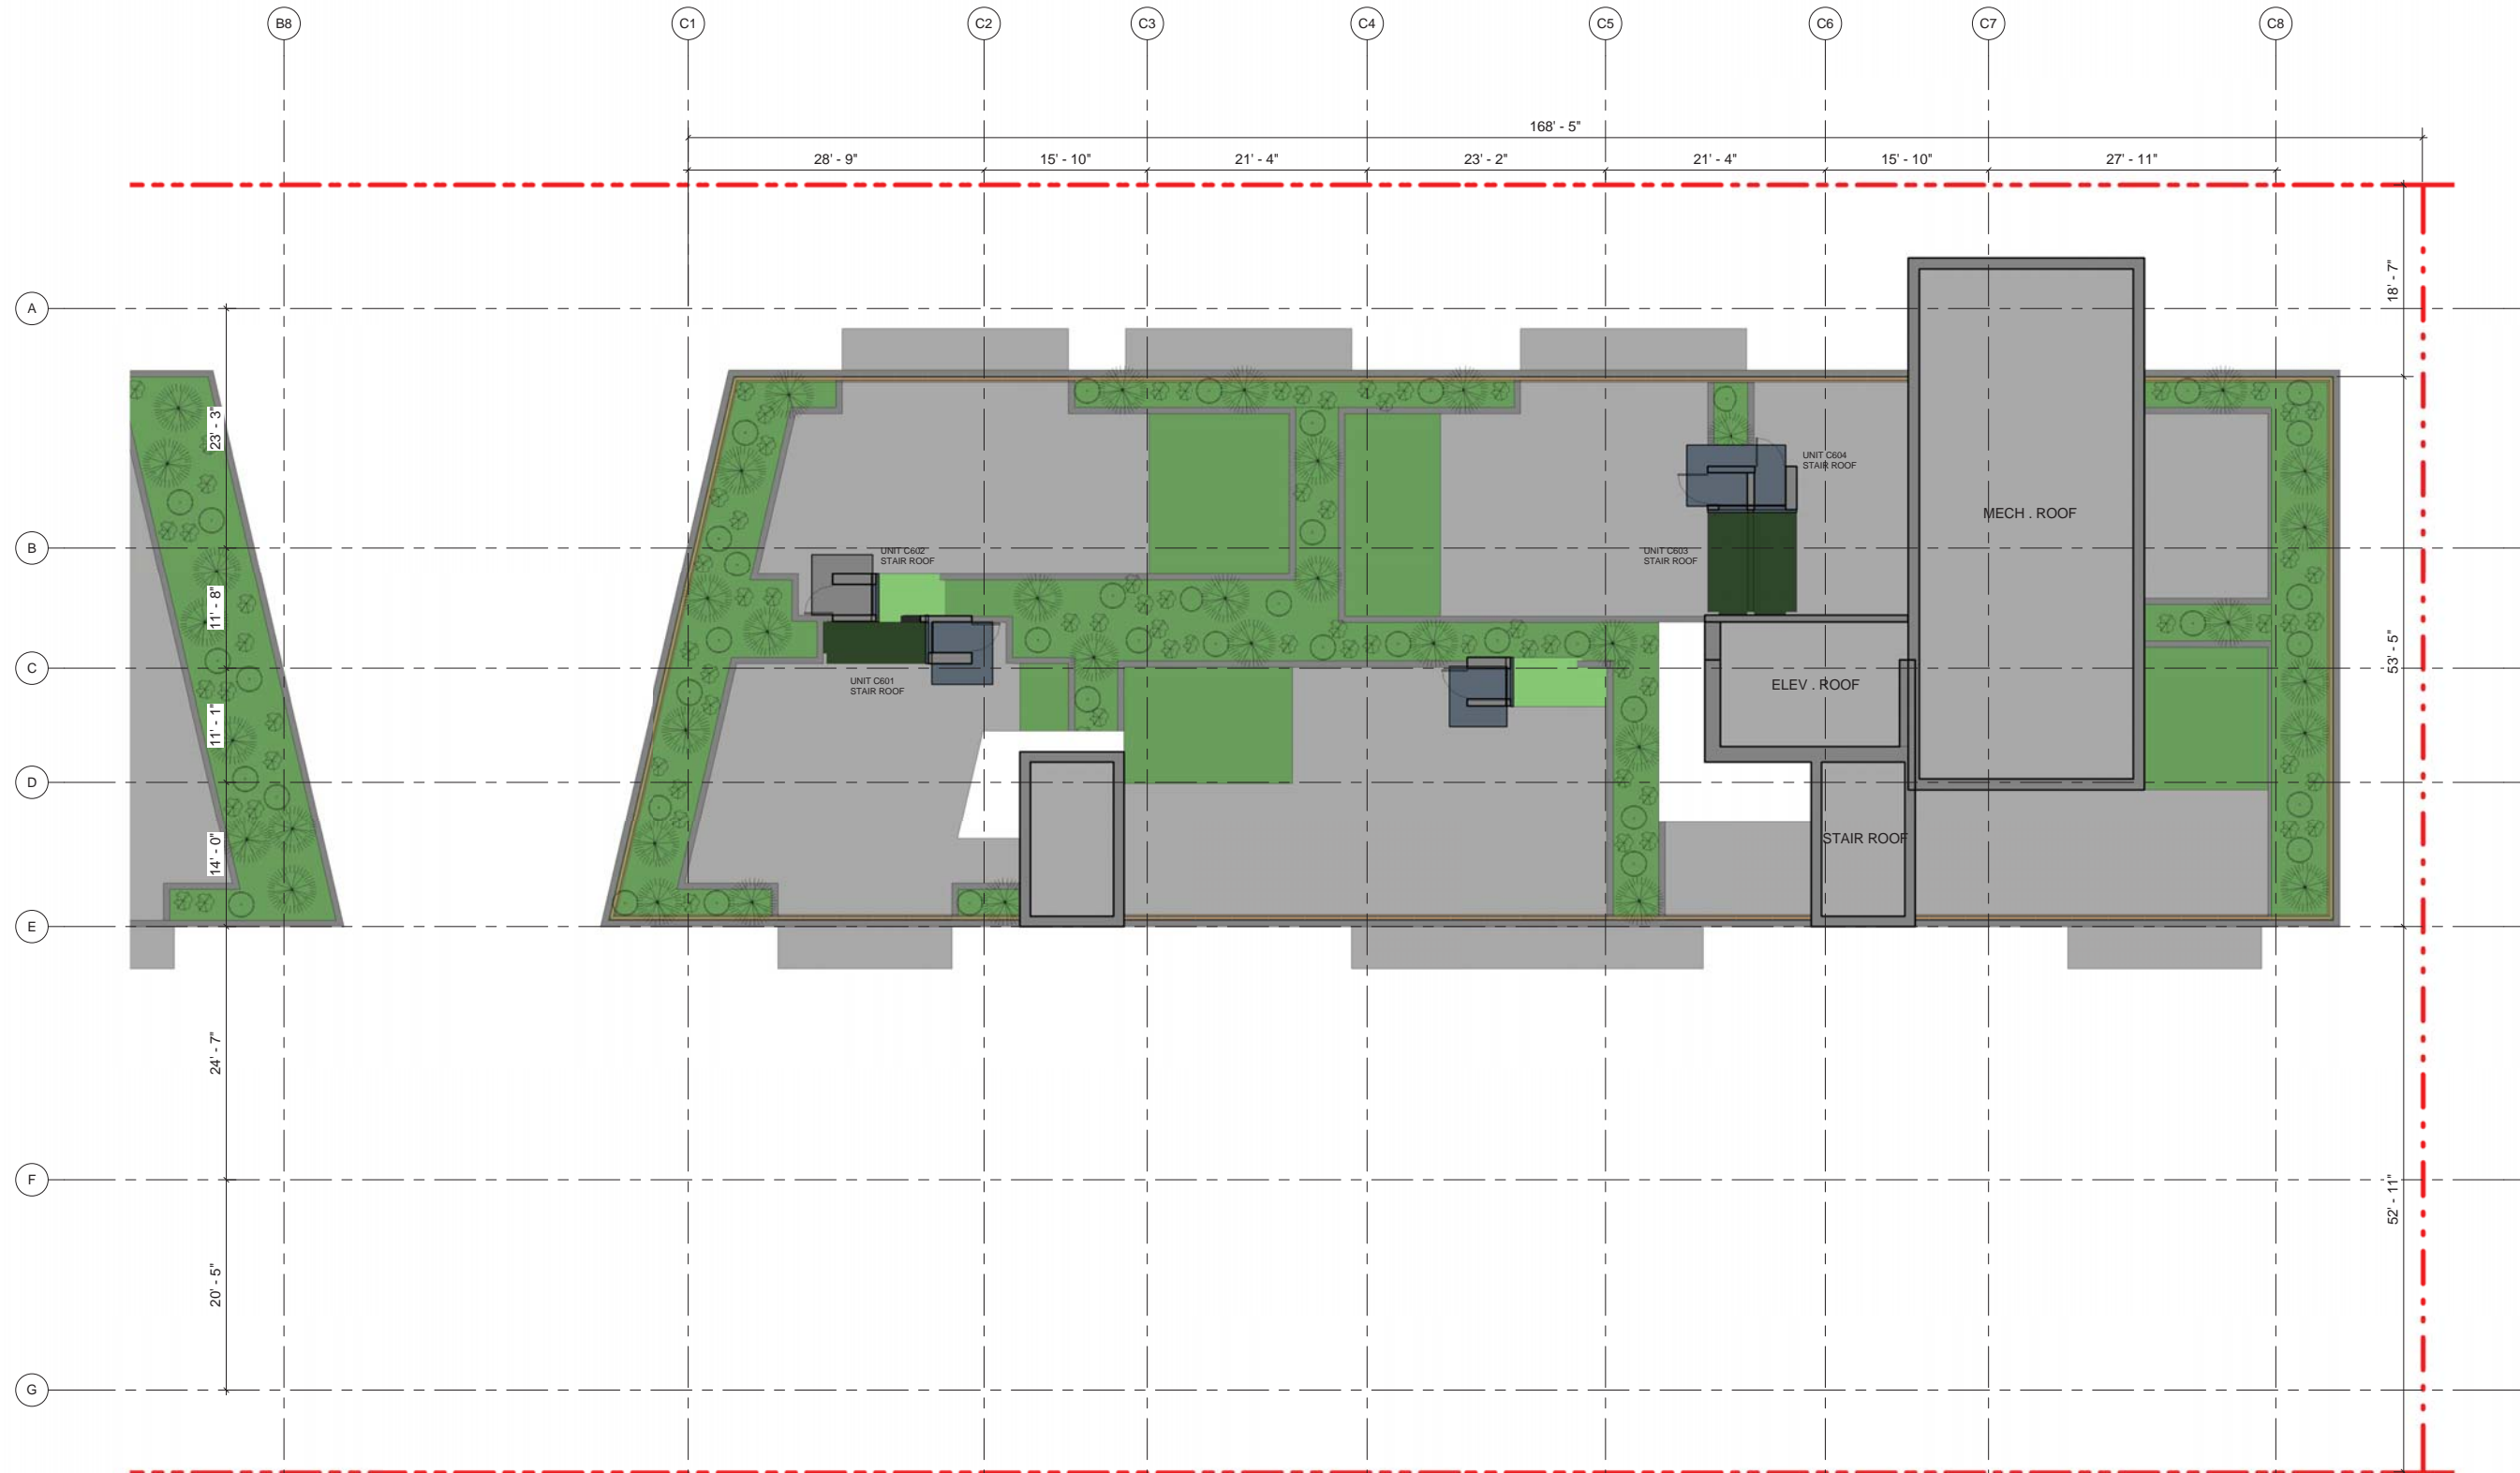 B8
C1
C2
C3
C4
C5
C6
C7
C8
168' - 5"
28' - 9"
15' - 10"
21' - 4"
23' - 2"
21' - 4"
15' - 10"
27' - 11"
18' - 7"
A
23' - 3"
UNIT C604
STAIR ROOF
MECH . ROOF
B
UNIT C602
STAIR ROOF
UNIT C603
STAIR ROOF
11' - 8"
53' - 5"
C
UNIT C601
STAIR ROOF
ELEV . ROOF
11' - 1"
D
14' - 0"
STAIR ROOF
E
24' - 7"
F
52' - 11"
20' - 5"
G